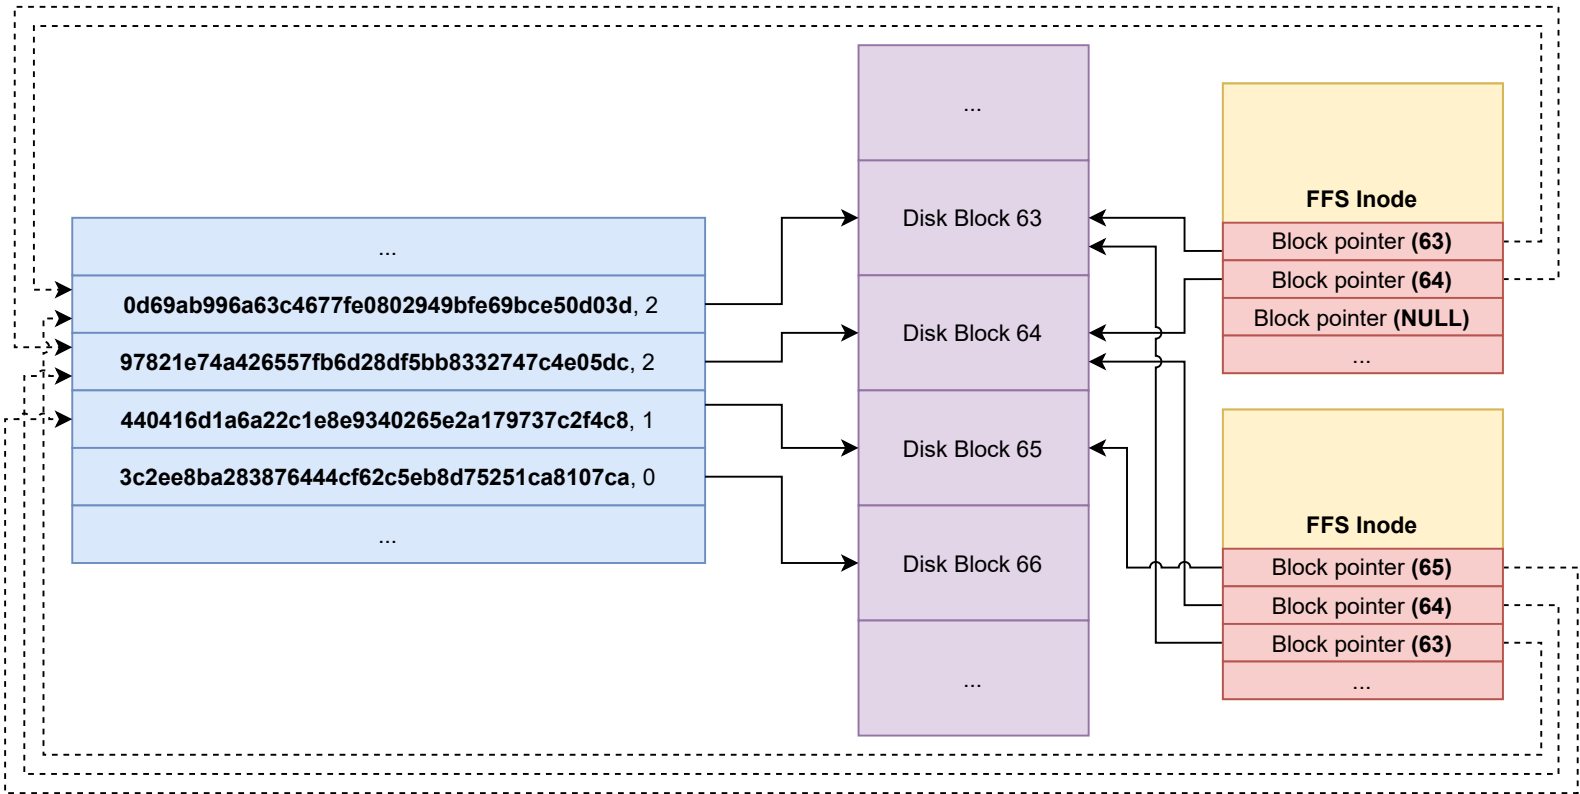 ...
0d69ab996a63c4677fe0802949bfe69bce50d03d, 2
97821e74a426557fb6d28df5bb8332747c4e05dc, 2
440416d1a6a22c1e8e9340265e2a179737c2f4c8, 1
3c2ee8ba283876444cf62c5eb8d75251ca8107ca, 0
...
...
Disk Block 63
Disk Block 64
Disk Block 65
Disk Block 66
...
FFS Inode
Block pointer (63)
Block pointer (64)
Block pointer (NULL)
...
FFS Inode
Block pointer (65)
Block pointer (64)
Block pointer (63)
...